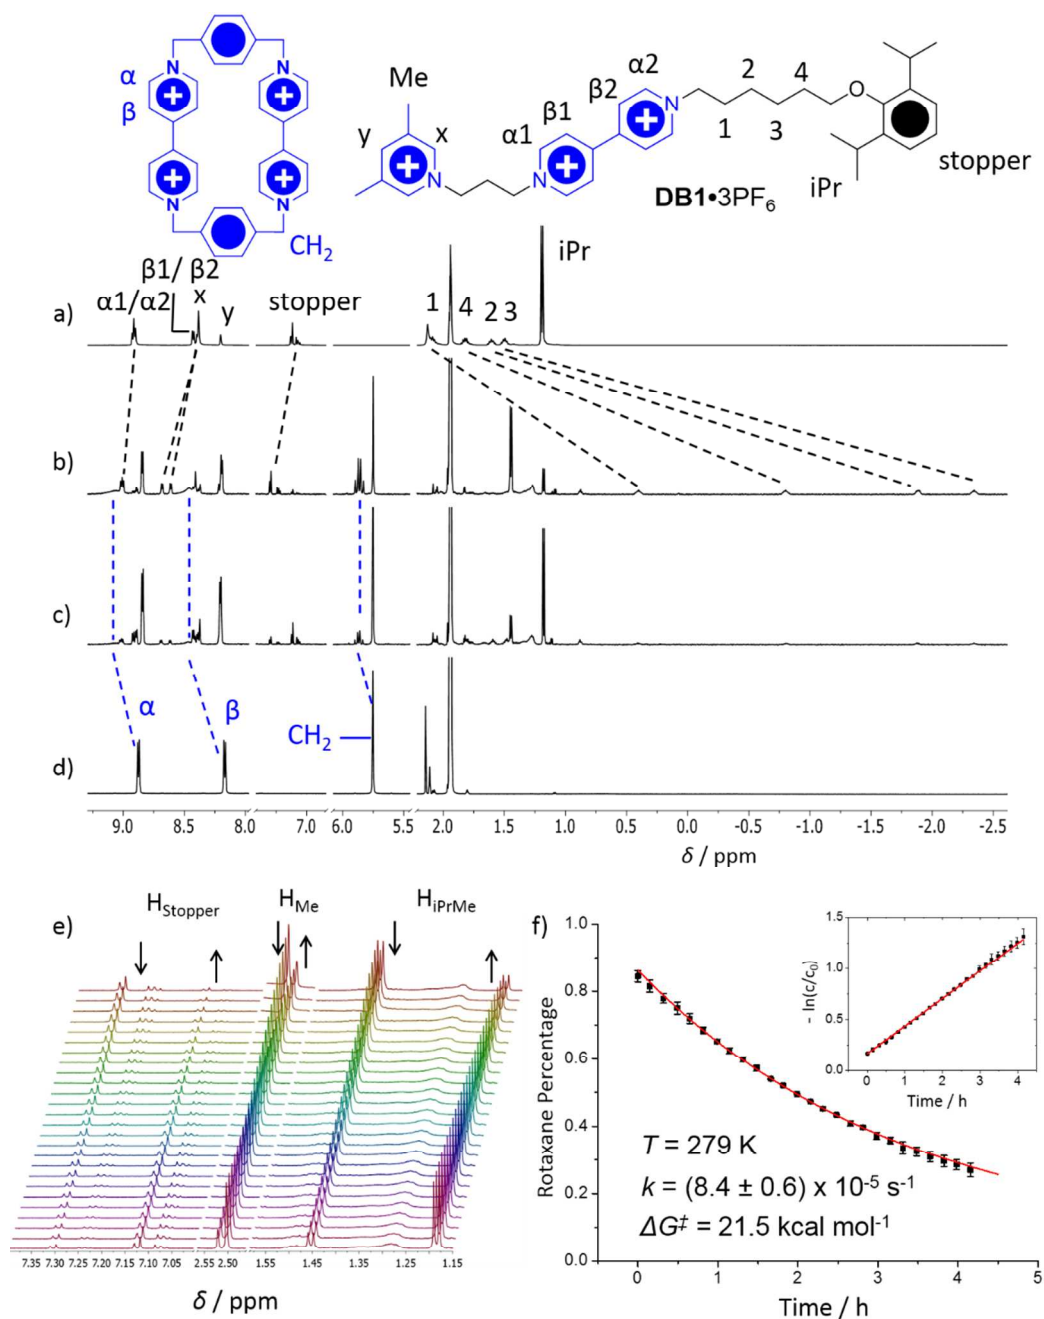 α
β
N
N
N
N
CH₂
Me
y
x
α1
β1
β2
α2
N
N
N
1
2
3
4
O
iPr
stopper
DB1•3PF₆
a)
α1/α2
β1/ β2
x
y
stopper
1
4
2
3
iPr
b)
c)
α
β
CH₂
d)
9.0 8.5 8.0 7.0 6.0 5.5 2.0 1.5 1.0 0.5 0.0 -0.5 -1.0 -1.5 -2.0 -2.5
δ / ppm
e)
H_Stopper
H_Me
H_iPrMe
7.35 7.30 7.25 7.20 7.15 7.10 7.05 2.55 2.50 1.55 1.45 1.35 1.25 1.15
δ / ppm
f)
Rotaxane Percentage
1.0
0.8
0.6
0.4
0.2
0.0
0 1 2 3 4 5
Time / h
- ln(c/c₀)
1.5
1.0
0.5
0.0
0 1 2 3 4
Time / h
T = 279 K
k = (8.4 ± 0.6) x 10⁻⁵ s⁻¹
ΔG‡ = 21.5 kcal mol⁻¹